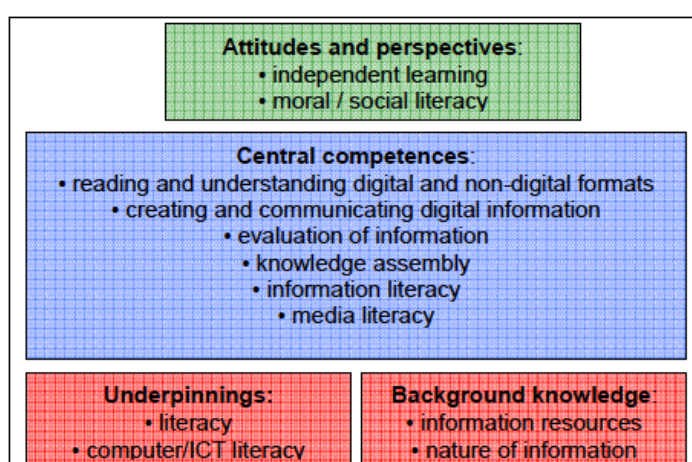 Attitudes and perspectives:
• independent learning
• moral / social literacy
Central competences:
• reading and understanding digital and non-digital formats
• creating and communicating digital information
• evaluation of information
• knowledge assembly
• information literacy
• media literacy
Underpinnings:
• literacy
• computer/ICT literacy
Background knowledge:
• information resources
• nature of information